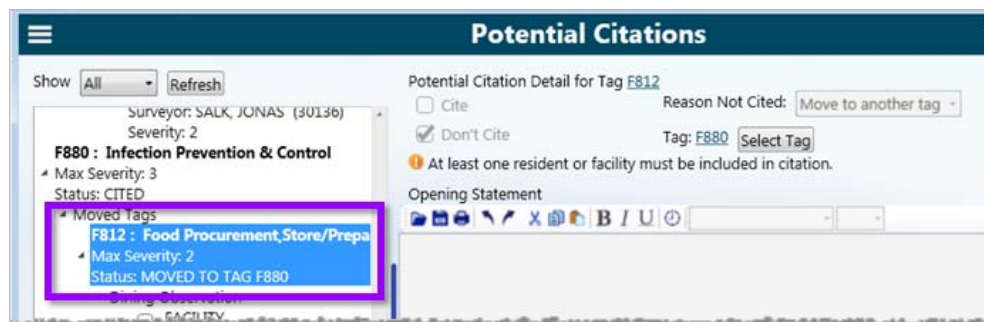 Potential Citations
Show All Refresh
Surveyor: SALK, JONAS (30136)
Severity: 2
F880 : Infection Prevention & Control
Max Severity: 3
Status: CITED
Moved Tags
F812 : Food Procurement,Store/Prepa
Max Severity: 2
Status: MOVED TO TAG F880
Dining Observation
FACILITY
Potential Citation Detail for Tag F812
Cite Reason Not Cited: Move to another tag
Don't Cite Tag: F880 Select Tag
At least one resident or facility must be included in citation.
Opening Statement
B I U